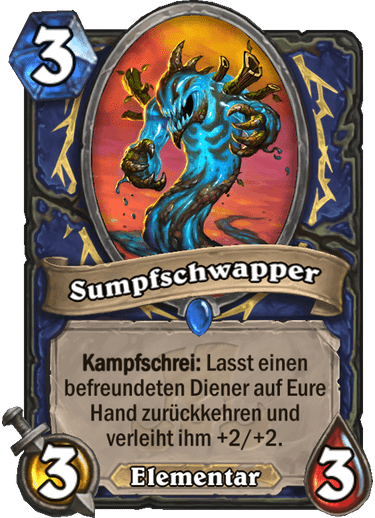 3
Sumpfschwapper
Kampfschrei: Lasst einen
befreundeten Diener auf Eure
Hand zurückkehren und
verleiht ihm +2/+2.
3
Elementar
3